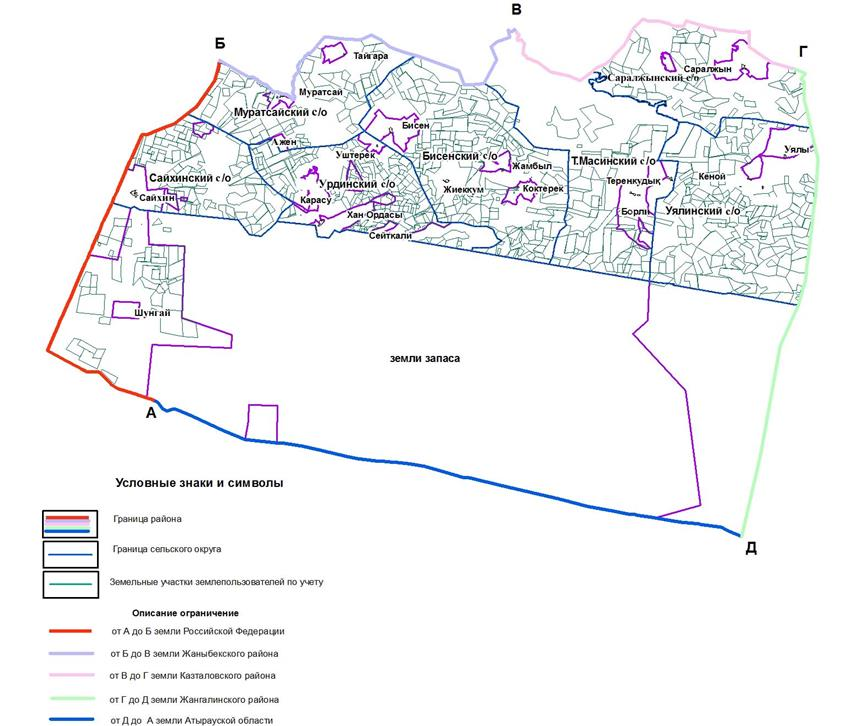 В
Б
Г
Тайгара
Саралжын
Саралжынский с/о
Муратсай
Муратсайский с/о
Бисен
Ажен
Уялы
Уштерек
Бисенский с/о
Жамбыл
Т.Масинский с/о
Сайхинский с/о
Урдинский с/о
Жиеккум
Коктерек
Теренкудық
Кеной
Сайхин
Карасу
Хан Ордасы
Борли
Уялинский с/о
Сейткали
Шунгай
земли запаса
А
Д
Условные знаки и символы
Граница района
Граница сельского округа
Земельные участки землепользователей по учету
Описание ограничение
от А до Б земли Российской Федерации
от Б до В земли Жаныбекского района
от В до Г земли Казталовского района
от Г до Д земли Жангалинского района
от Д до А земли Атырауской области